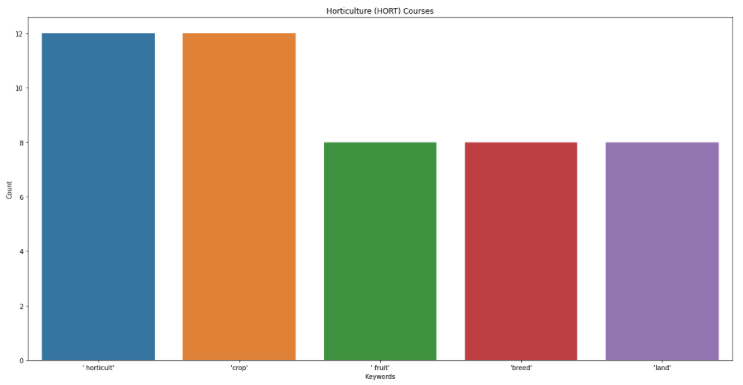 Horticulture (HORT) Courses
12
10
8
6
4
2
0
Count
' horticult' 'crop' ' fruit' 'breed' 'land'
Keywords